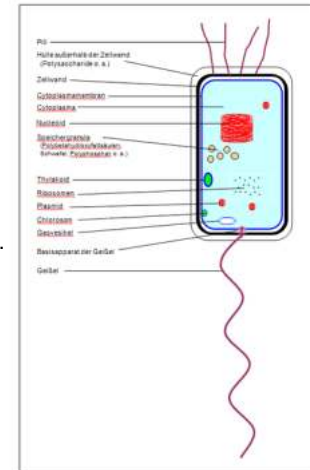 Pili
Hülle außerhalb der Zellwand
(Polysaccharide o. a.)
Zellwand
Cytoplasmamembran
Cytoplasma
Nucleoid
Speichergranula
(Polybetahydroxyfettsäuren,
Schwefel, Polyphosphat o. a.)
Thylakoid
Ribosomen
Plasmid
Chlorosom
Gasvesikel
Basisapparat der Geißel
Geißel